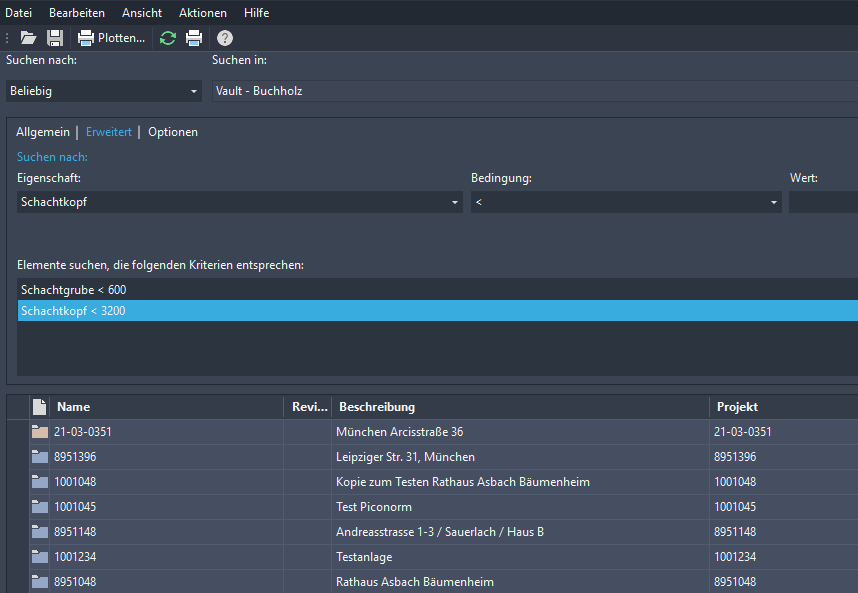 Datei Bearbeiten Ansicht Aktionen Hilfe
Plotten...
Suchen nach: Suchen in:
Beliebig Vault - Buchholz
Allgemein | Erweitert | Optionen
Suchen nach:
Eigenschaft: Bedingung: Wert:
Schachtkopf <
Elemente suchen, die folgenden Kriterien entsprechen:
Schachtgrube < 600
Schachtkopf < 3200
Name Revi... Beschreibung Projekt
21-03-0351 München Arcisstraße 36 21-03-0351
8951396 Leipziger Str. 31, München 8951396
1001048 Kopie zum Testen Rathaus Asbach Bäumenheim 1001048
1001045 Test Piconorm 1001045
8951148 Andreasstrasse 1-3 / Sauerlach / Haus B 8951148
1001234 Testanlage 1001234
8951048 Rathaus Asbach Bäumenheim 8951048